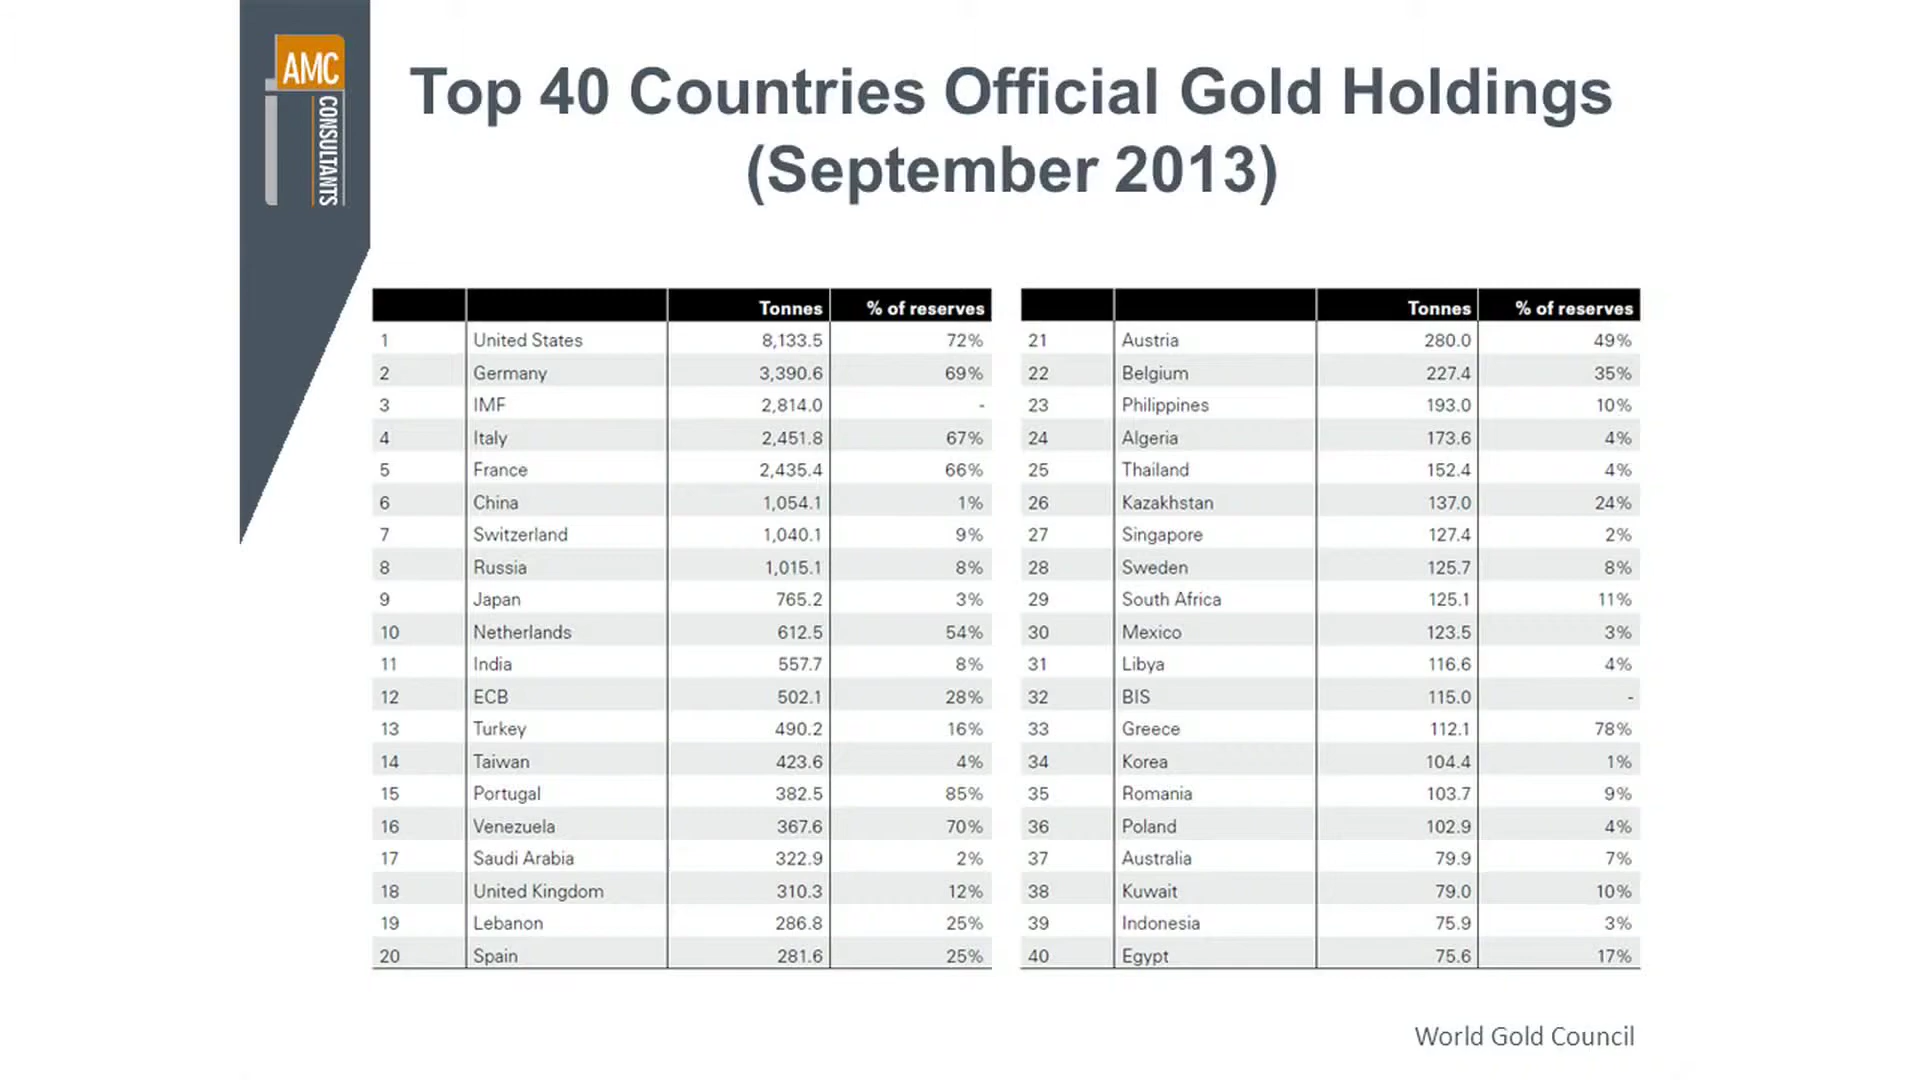 AMC
CONSULTANTS
Top 40 Countries Official Gold Holdings
(September 2013)
Tonnes % of reserves
1 United States 8,133.5 72%
2 Germany 3,390.6 69%
3 IMF 2,814.0 -
4 Italy 2,451.8 67%
5 France 2,435.4 66%
6 China 1,054.1 1%
7 Switzerland 1,040.1 9%
8 Russia 1,015.1 8%
9 Japan 765.2 3%
10 Netherlands 612.5 54%
11 India 557.7 8%
12 ECB 502.1 28%
13 Turkey 490.2 16%
14 Taiwan 423.6 4%
15 Portugal 382.5 85%
16 Venezuela 367.6 70%
17 Saudi Arabia 322.9 2%
18 United Kingdom 310.3 12%
19 Lebanon 286.8 25%
20 Spain 281.6 25%
Tonnes % of reserves
21 Austria 280.0 49%
22 Belgium 227.4 35%
23 Philippines 193.0 10%
24 Algeria 173.6 4%
25 Thailand 152.4 4%
26 Kazakhstan 137.0 24%
27 Singapore 127.4 2%
28 Sweden 125.7 8%
29 South Africa 125.1 11%
30 Mexico 123.5 3%
31 Libya 116.6 4%
32 BIS 115.0 -
33 Greece 112.1 78%
34 Korea 104.4 1%
35 Romania 103.7 9%
36 Poland 102.9 4%
37 Australia 79.9 7%
38 Kuwait 79.0 10%
39 Indonesia 75.9 3%
40 Egypt 75.6 17%
World Gold Council